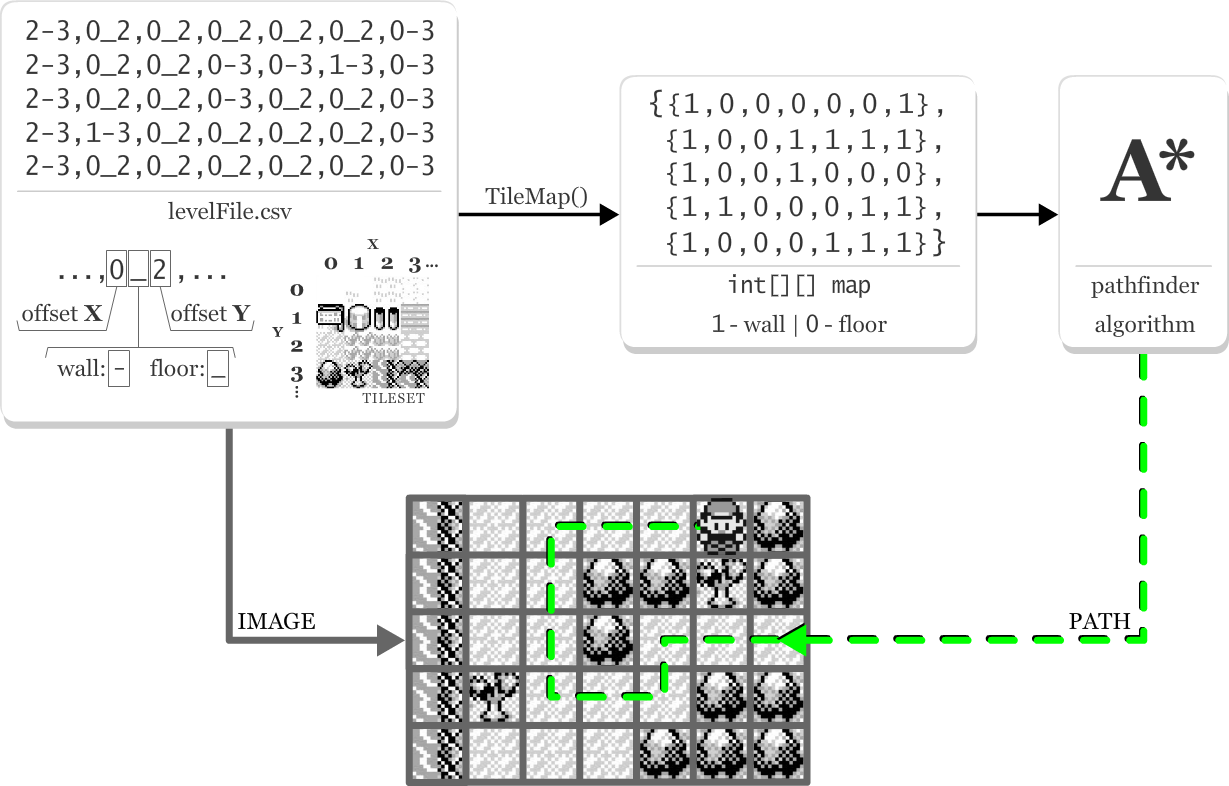 2-3,0_2,0_2,0_2,0_2,0_2,0-3
2-3,0_2,0_2,0-3,0-3,1-3,0-3
2-3,0_2,0_2,0-3,0_2,0_2,0-3
2-3,1-3,0_2,0_2,0_2,0_2,0-3
2-3,0_2,0_2,0_2,0_2,0_2,0-3
levelFile.csv
...,0_2,...
offset X
offset Y
wall: -
floor: _
X
0 1 2 3...
Y
0
1
2
3
⋮
TILESET
TileMap()
{{1,0,0,0,0,0,1},
{1,0,0,1,1,1,1},
{1,0,0,1,0,0,0},
{1,1,0,0,0,1,1},
{1,0,0,0,1,1,1}}
int[][] map
1 - wall | 0 - floor
A*
pathfinder
algorithm
IMAGE
PATH